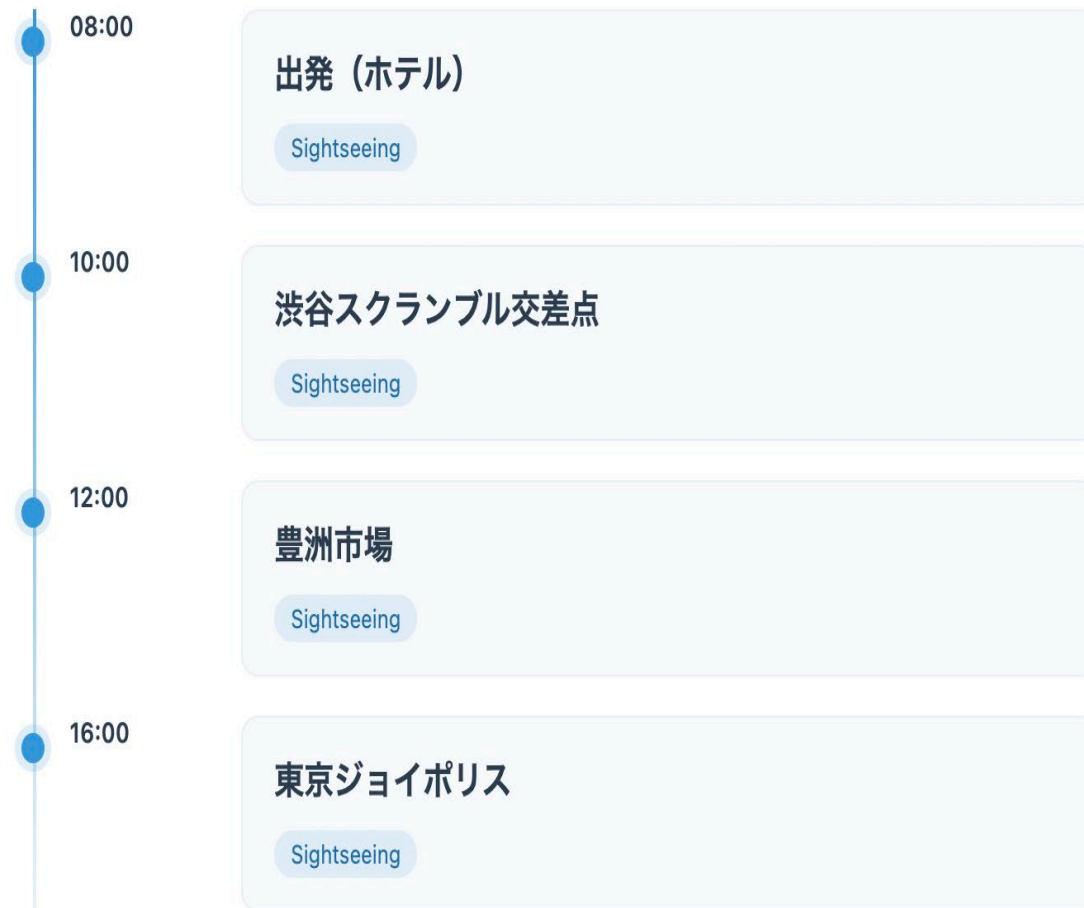 08:00
出発（ホテル）
Sightseeing
10:00
渋谷スクランブル交差点
Sightseeing
12:00
豊洲市場
Sightseeing
16:00
東京ジョイポリス
Sightseeing